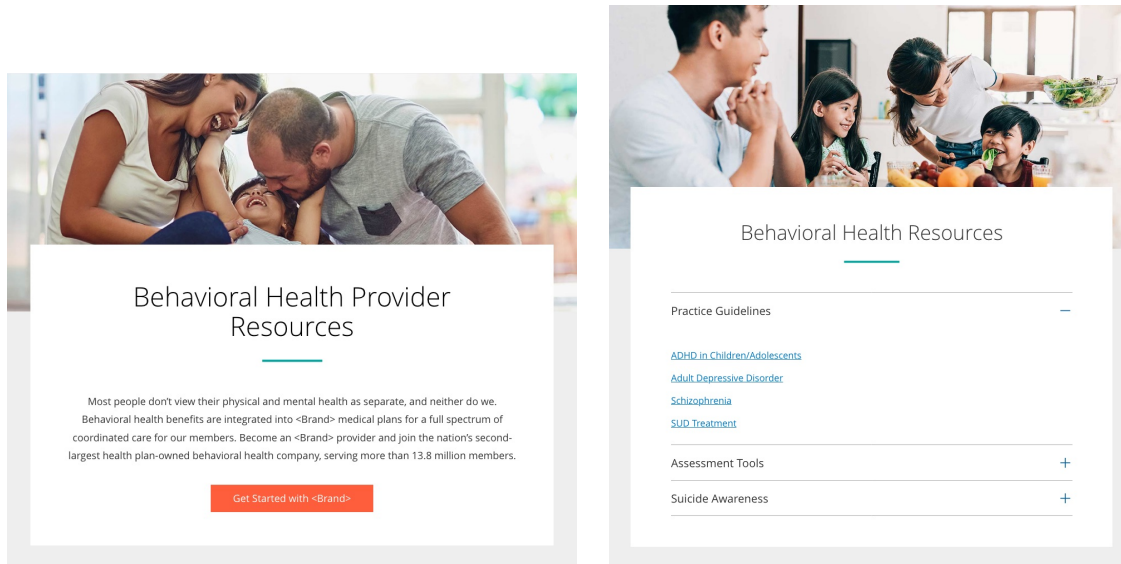 Behavioral Health Provider
Resources
Most people don’t view their physical and mental health as separate, and neither do we.
Behavioral health benefits are integrated into <Brand> medical plans for a full spectrum of
coordinated care for our members. Become an <Brand> provider and join the nation’s second-
largest health plan-owned behavioral health company, serving more than 13.8 million members.
Get Started with <Brand>
Behavioral Health Resources
Practice Guidelines
ADHD in Children/Adolescents
Adult Depressive Disorder
Schizophrenia
SUD Treatment
Assessment Tools
Suicide Awareness